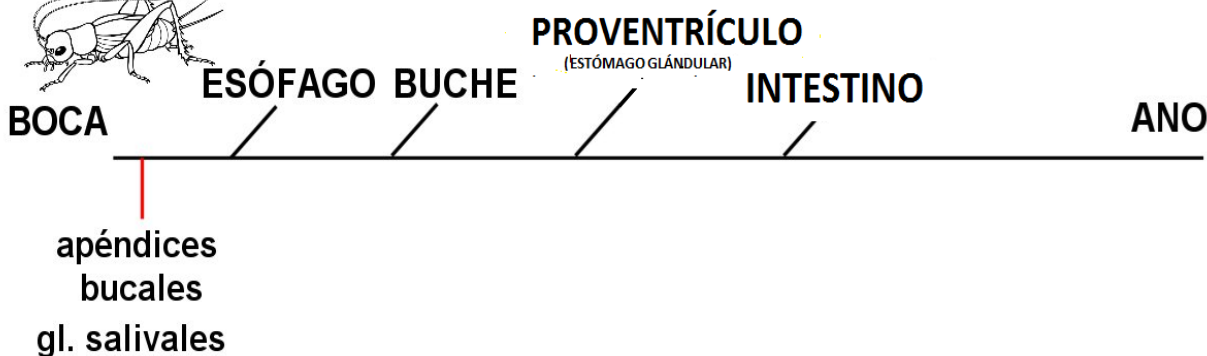 PROVENTRÍCULO
(ESTÓMAGO GLÁNDULAR)
ESÓFAGO BUCHE
INTESTINO
BOCA
ANO
apéndices
bucales
gl. salivales